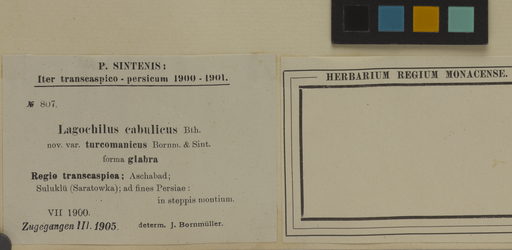 P. SINTENIS:
Iter transcaspico-persicum 1900-1901.
№ 807.
Lagochilus cabulicus Bth.
nov. var. turcomanicus Bornm. & Sint.
forma glabra
Regio transcaspica; Aschabad;
Suluklü (Saratowka); ad fines Persiae:
in steppis montium.
VII 1900.
Zugegangen III. 1905. determ. J. Bornmüller.
HERBARIUM REGIUM MONACENSE.